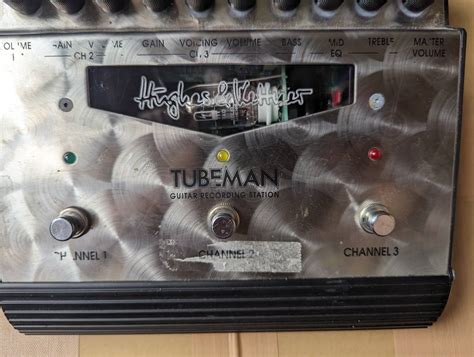 GAIN VOLUME GAIN VOICING VOLUME BASS MID TREBLE MASTER
CH 2 CH 3 EQ VOLUME
Hughes & Kettner
TUBEMAN
GUITAR RECORDING STATION
CHANNEL 1 CHANNEL 2 CHANNEL 3